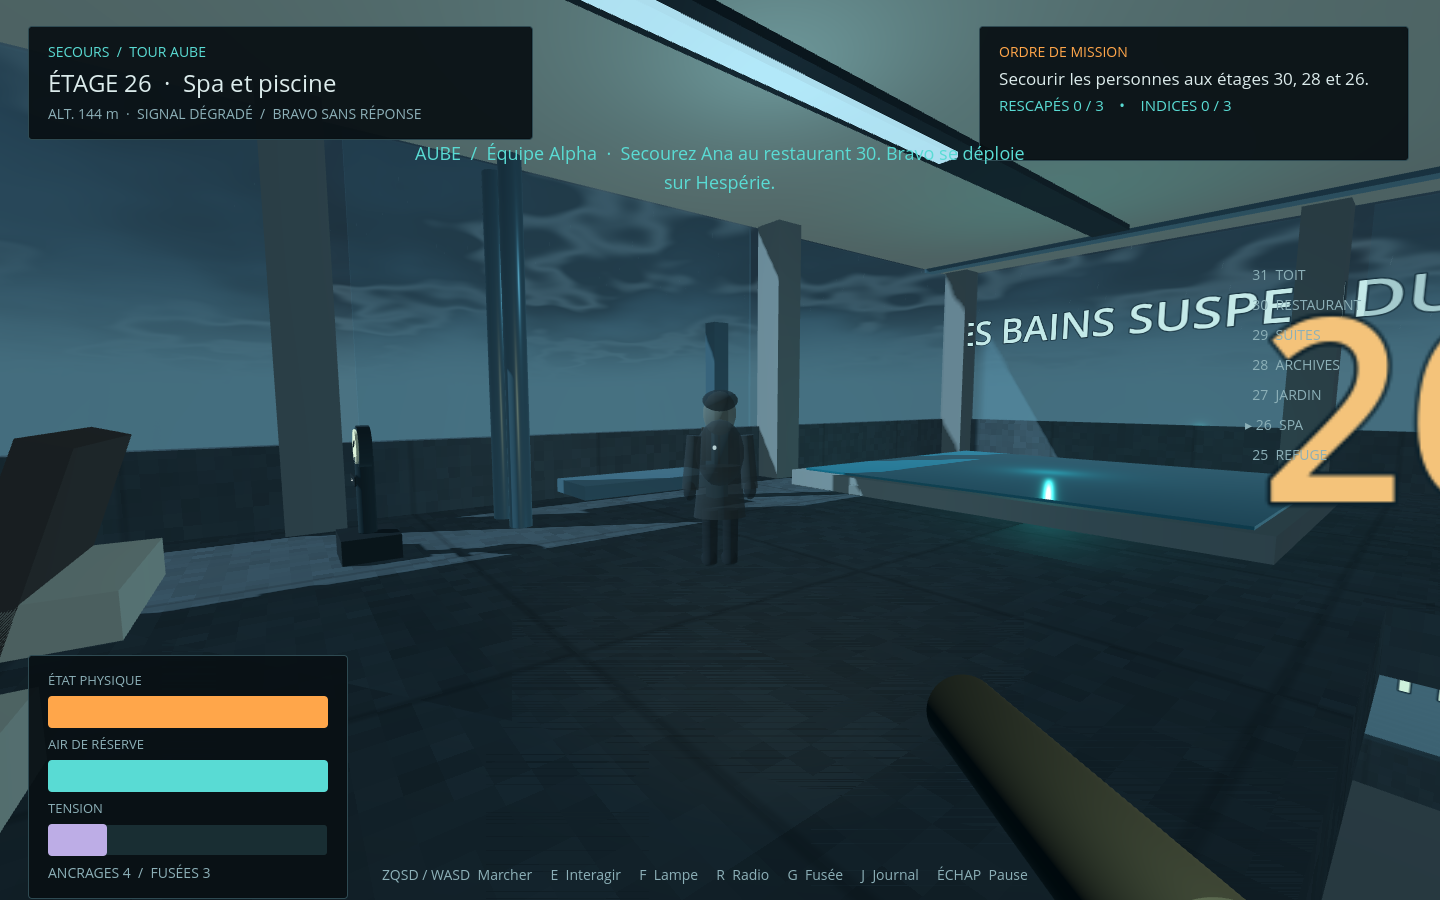 SECOURS / TOUR AUBE
ÉTAGE 26 · Spa et piscine
ALT. 144 m · SIGNAL DÉGRADÉ / BRAVO SANS RÉPONSE
ORDRE DE MISSION
Secourir les personnes aux étages 30, 28 et 26.
RESCAPÉS 0 / 3 • INDICES 0 / 3
AUBE / Équipe Alpha · Secourez Ana au restaurant 30. Bravo se déploie
sur Hespérie.
ES BAINS SUSPE DU
31 TOIT
30 RESTAURANT
29 SUITES
28 ARCHIVES
27 JARDIN
▸ 26 SPA
25 REFUGE
26
ÉTAT PHYSIQUE
AIR DE RÉSERVE
TENSION
ANCRAGES 4 / FUSÉES 3
ZQSD / WASD Marcher E Interagir F Lampe R Radio G Fusée J Journal ÉCHAP Pause